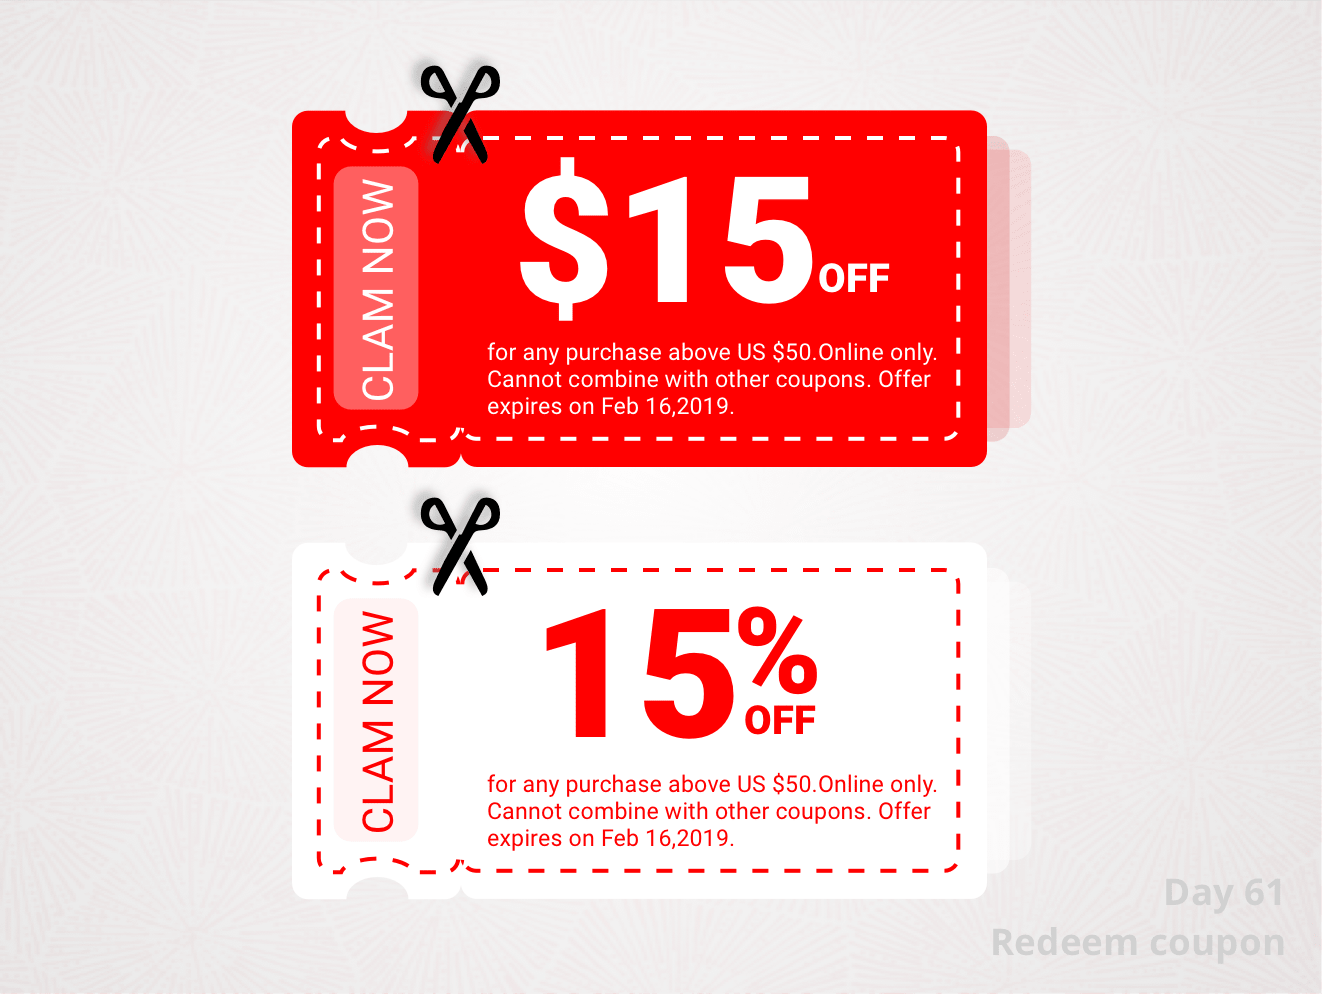 CLAM NOW
$15 OFF
for any purchase above US $50.Online only.
Cannot combine with other coupons. Offer
expires on Feb 16,2019.
CLAM NOW
15% OFF
for any purchase above US $50.Online only.
Cannot combine with other coupons. Offer
expires on Feb 16,2019.
Day 61
Redeem coupon